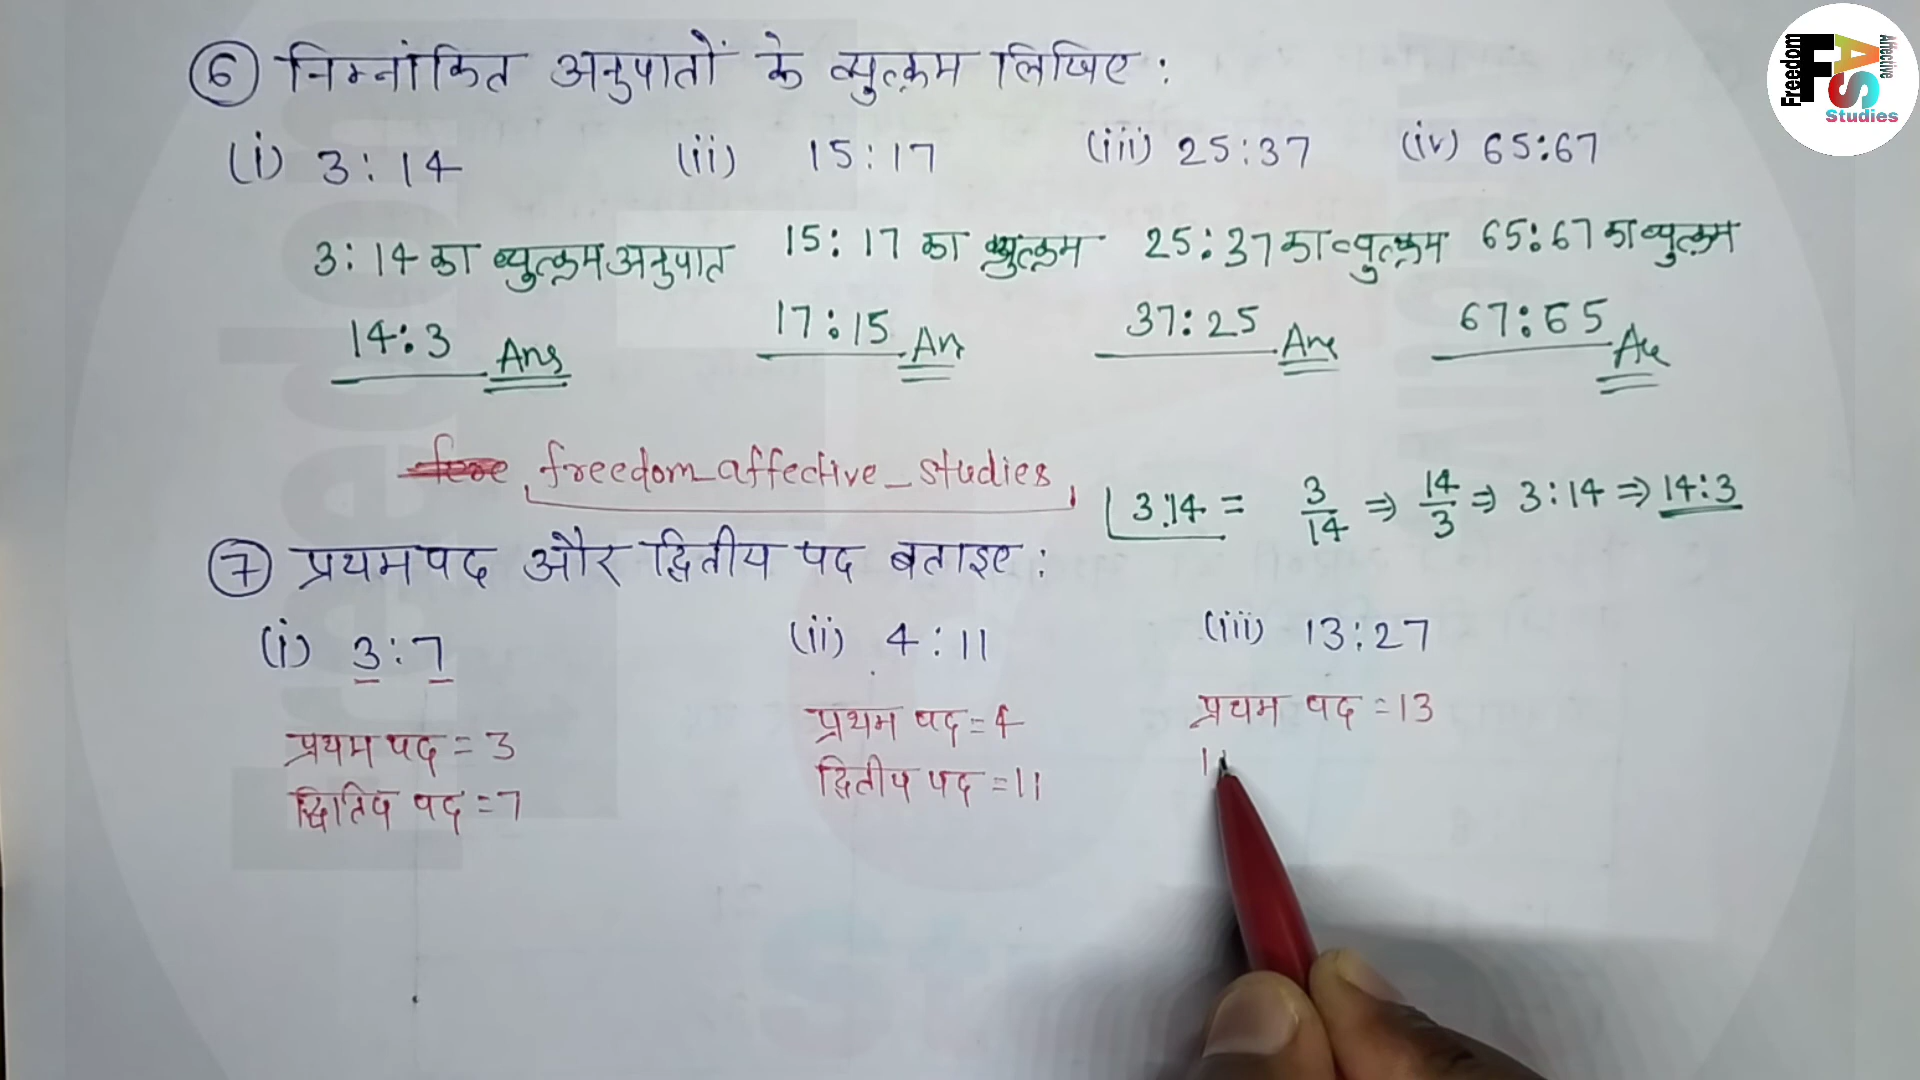 Freedom Affective
FAS
Studies
⑥ निम्नांकित अनुपातों के व्युत्क्रम लिखिए :
(i) 3 : 14 (ii) 15 : 17 (iii) 25 : 37 (iv) 65 : 67
3 : 14 का व्युत्क्रम अनुपात 15 : 17 का व्युत्क्रम 25 : 37 का व्युत्क्रम 65 : 67 का व्युत्क्रम
14 : 3 Ans 17 : 15 An 37 : 25 Ans 67 : 65
freedom_affective_studies
3:14 = 3/14 ⇒ 14/3 ⇒ 3 : 14 ⇒ 14 : 3
⑦ प्रथम पद और द्वितीय पद बताइए :
(i) 3 : 7 (ii) 4 : 11 (iii) 13 : 27
प्रथम पद = 3 प्रथम पद = 4 प्रथम पद = 13
द्वितिय पद = 7 द्वितीय पद = 11